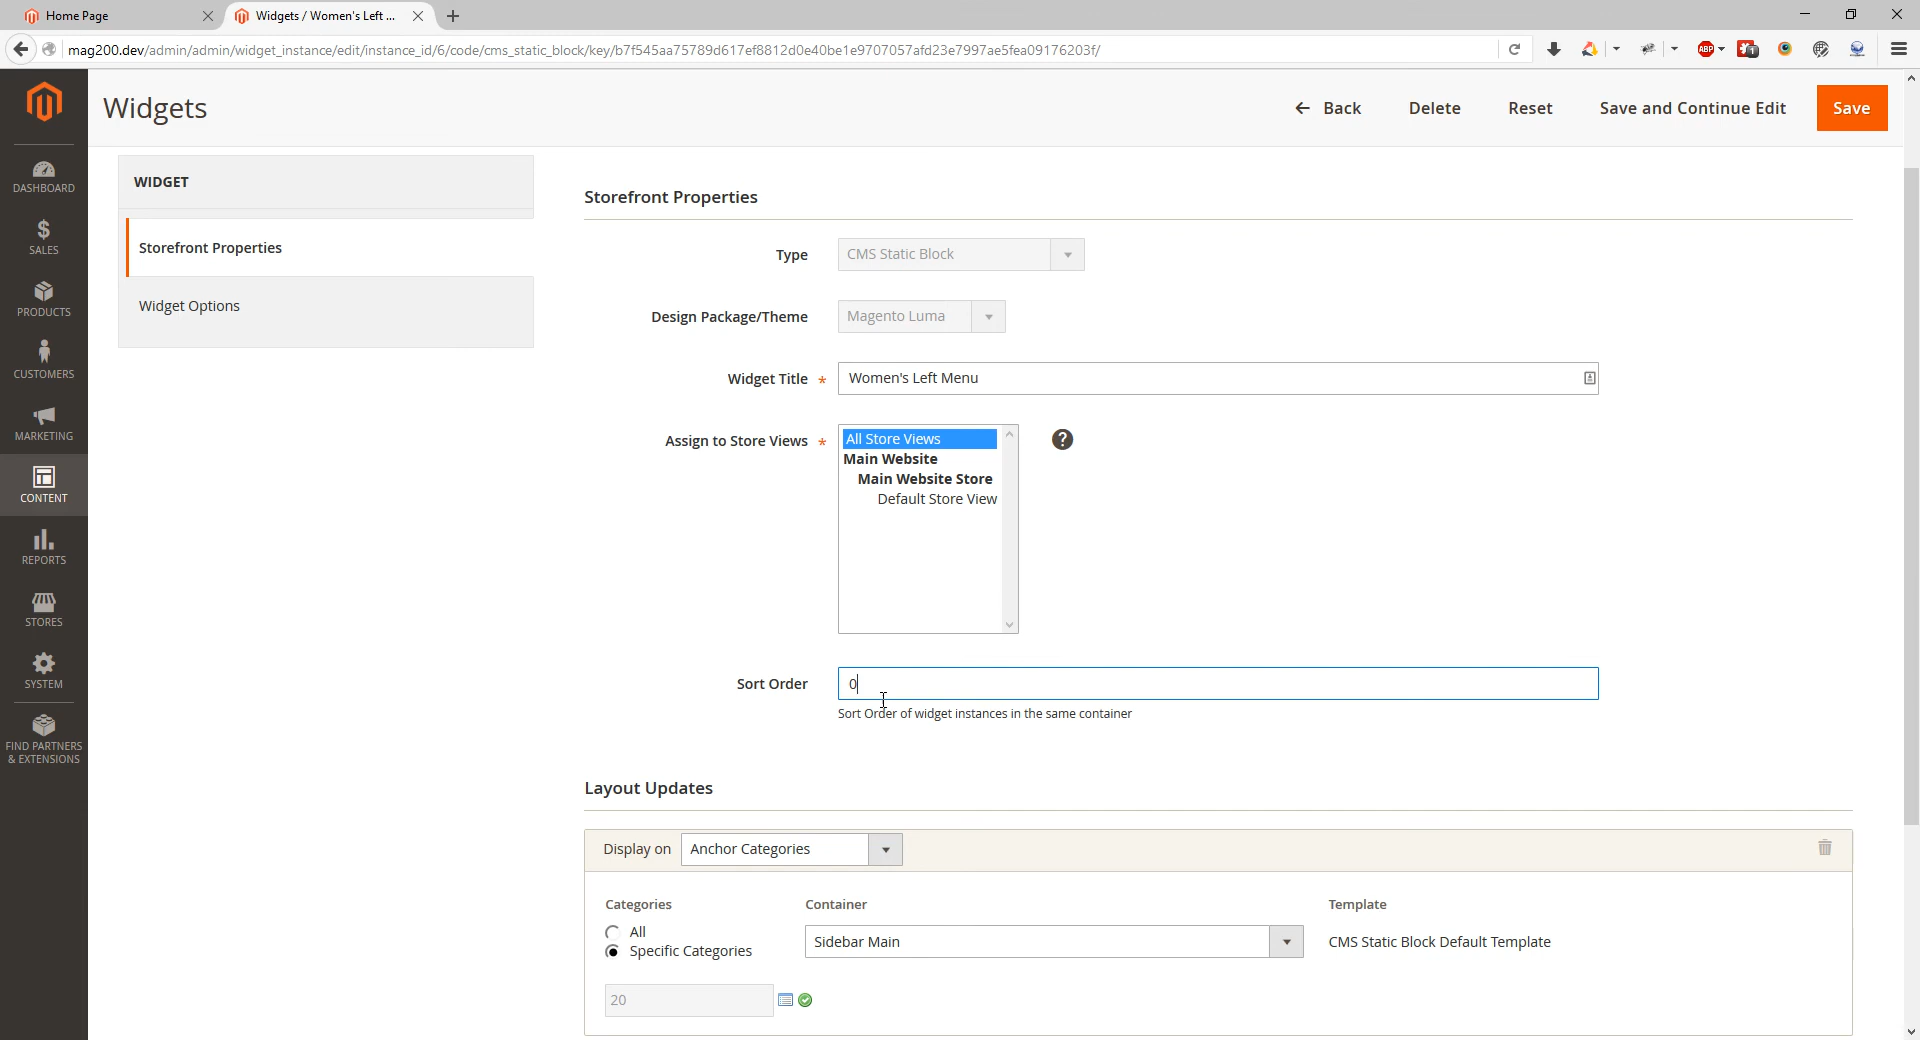 Home Page
Widgets / Women's Left ...
mag200.dev/admin/admin/widget_instance/edit/instance_id/6/code/cms_static_block/key/b7f545aa75789d617ef8812d0e40be1e9707057afd23e7997ae5fea09176203f/
ABP
1
Widgets
Back
Delete
Reset
Save and Continue Edit
Save
DASHBOARD
SALES
PRODUCTS
CUSTOMERS
MARKETING
CONTENT
REPORTS
STORES
SYSTEM
FIND PARTNERS
& EXTENSIONS
WIDGET
Storefront Properties
Widget Options
Storefront Properties
Type
CMS Static Block
Design Package/Theme
Magento Luma
Widget Title *
Women's Left Menu
Assign to Store Views *
All Store Views
Main Website
Main Website Store
Default Store View
?
Sort Order
0
Sort Order of widget instances in the same container
Layout Updates
Display on
Anchor Categories
Categories
Container
Template
All
Specific Categories
Sidebar Main
CMS Static Block Default Template
20